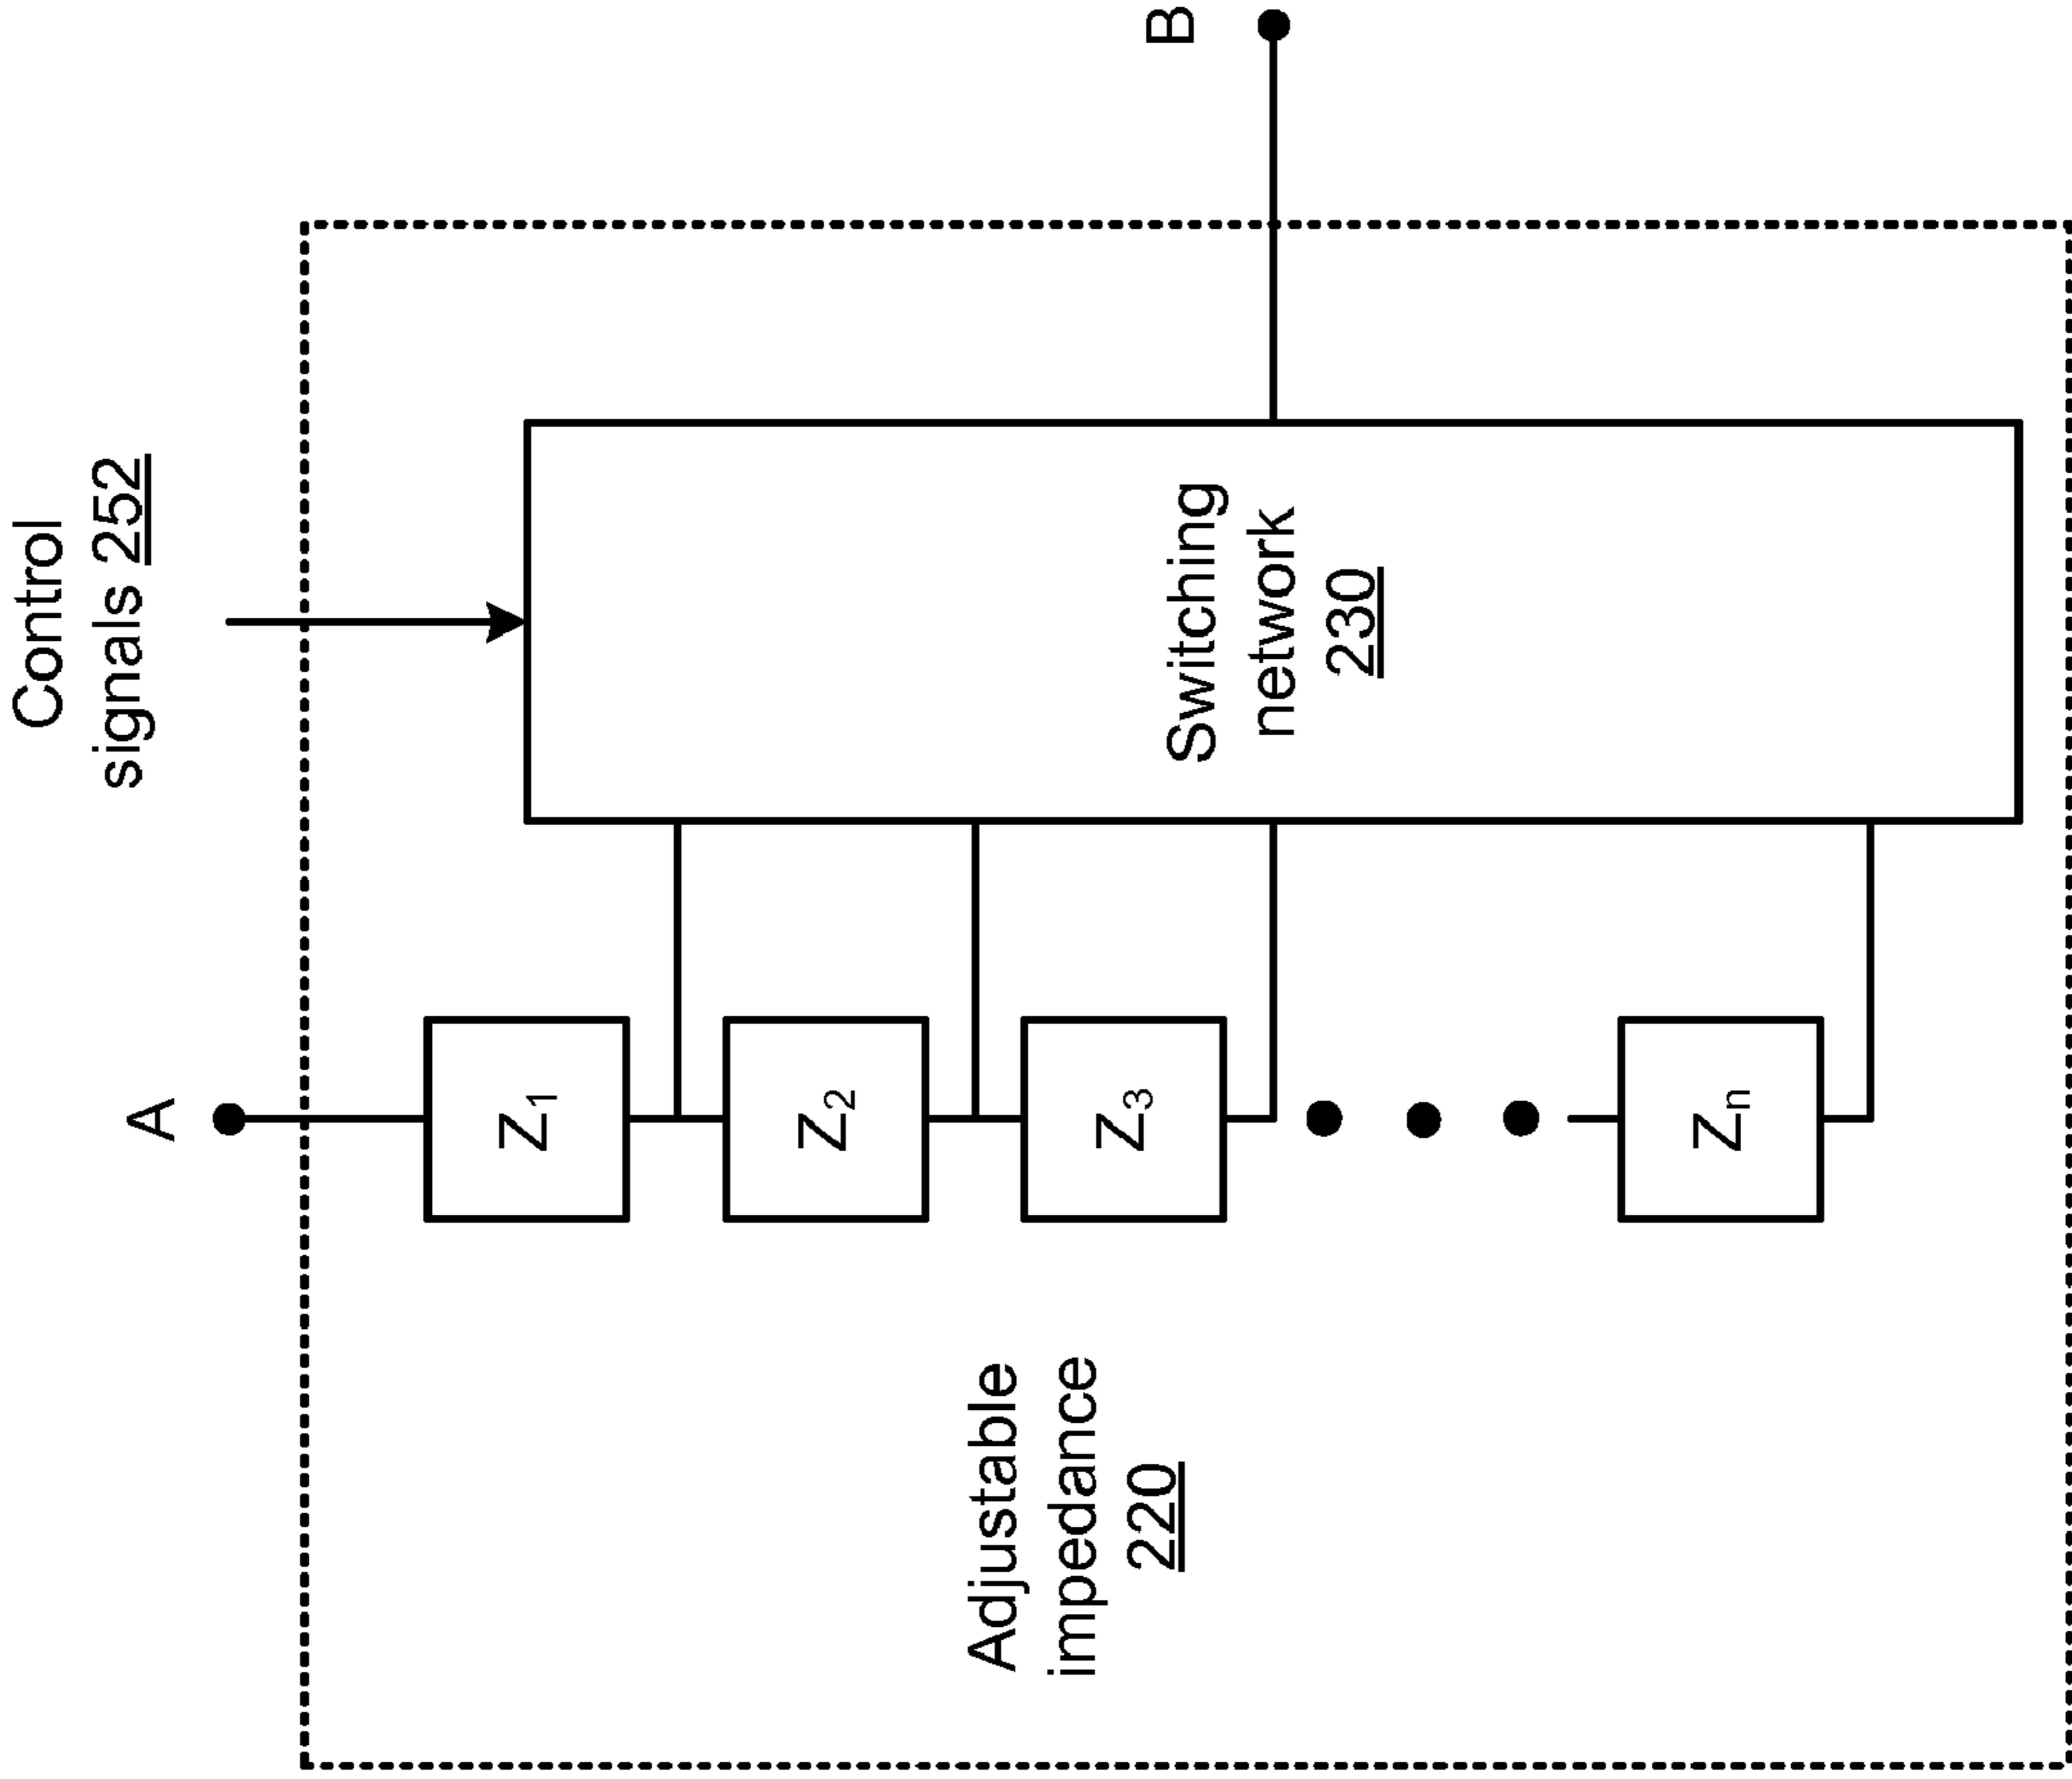 Control
signals 252
A
B
Z1
Z2
Z3
Zn
Switching
network
230
Adjustable
impedance
220